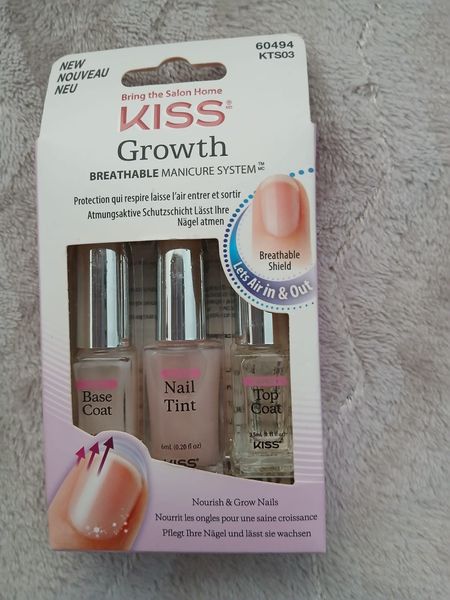 60494
KTS03
NEW
NOUVEAU
NEU
Bring the Salon Home
KISS
Growth
BREATHABLE MANICURE SYSTEM™ MC
Protection qui respire laisse l'air entrer et sortir
Atmungsaktive Schutzschicht Lässt Ihre
Nägel atmen
Breathable
Shield
Lets Air in & Out
Base
Coat
Nail
Tint
6mL (0.20 fl oz)
KISS
Top
Coat
KISS
Nourish & Grow Nails
Nourrit les ongles pour une saine croissance
Pflegt Ihre Nägel und lässt sie wachsen